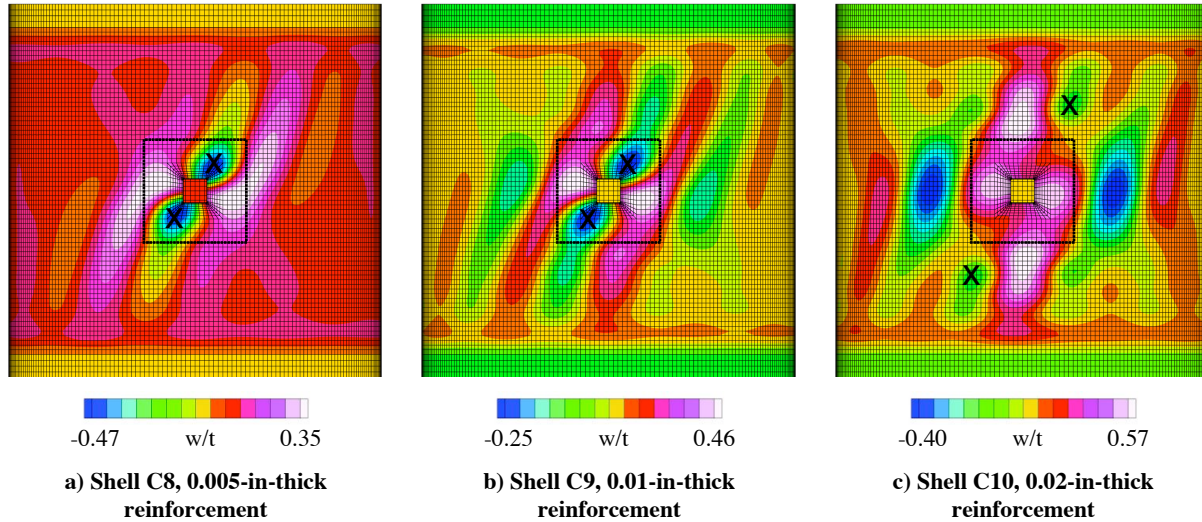 X
X
X
X
X
X
-0.47 w/t 0.35
-0.25 w/t 0.46
-0.40 w/t 0.57
a) Shell C8, 0.005-in-thick
reinforcement
b) Shell C9, 0.01-in-thick
reinforcement
c) Shell C10, 0.02-in-thick
reinforcement